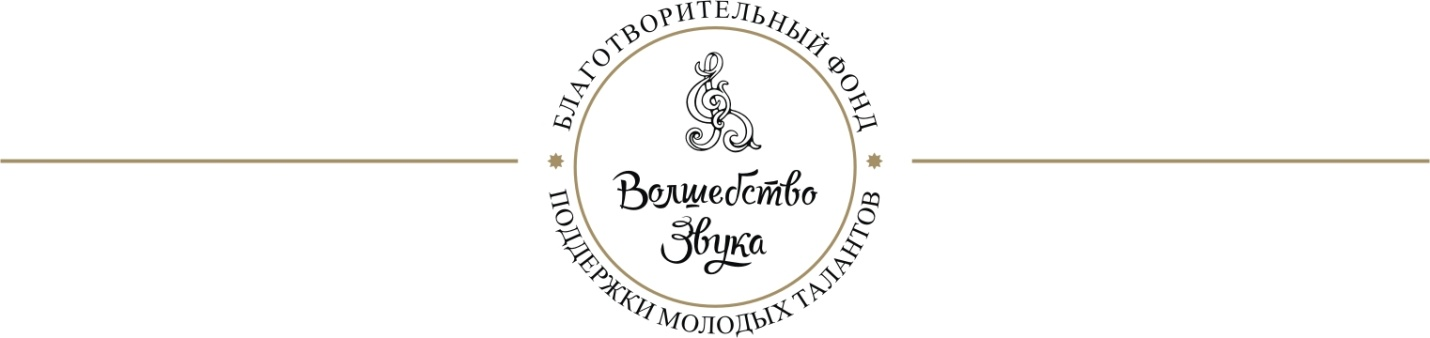 БЛАГОТВОРИТЕЛЬНЫЙ ФОНД
Волшебство
Звука
ПОДДЕРЖКИ МОЛОДЫХ ТАЛАНТОВ